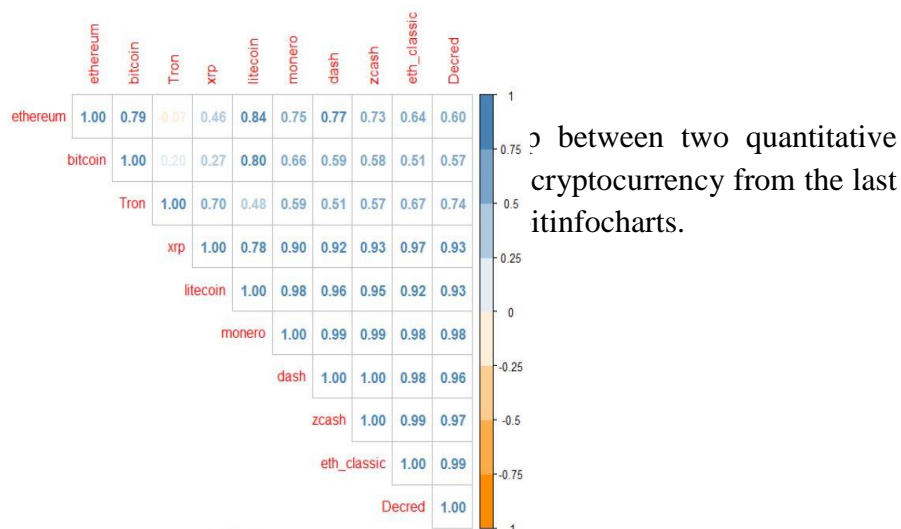 ethereum bitcoin Tron xrp litecoin monero dash zcash eth_classic Decred
ethereum 1.00 0.79 -0.07 0.46 0.84 0.75 0.77 0.73 0.64 0.60
bitcoin 1.00 0.20 0.27 0.80 0.66 0.59 0.58 0.51 0.57
Tron 1.00 0.70 0.48 0.59 0.51 0.57 0.67 0.74
xrp 1.00 0.78 0.90 0.92 0.93 0.97 0.93
litecoin 1.00 0.98 0.96 0.95 0.92 0.93
monero 1.00 0.99 0.99 0.98 0.98
dash 1.00 1.00 0.98 0.96
zcash 1.00 0.99 0.97
eth_classic 1.00 0.99
Decred 1.00
1
0.75
0.5
0.25
0
-0.25
-0.5
-0.75
-1
between two quantitative
cryptocurrency from the last
itinfocharts.